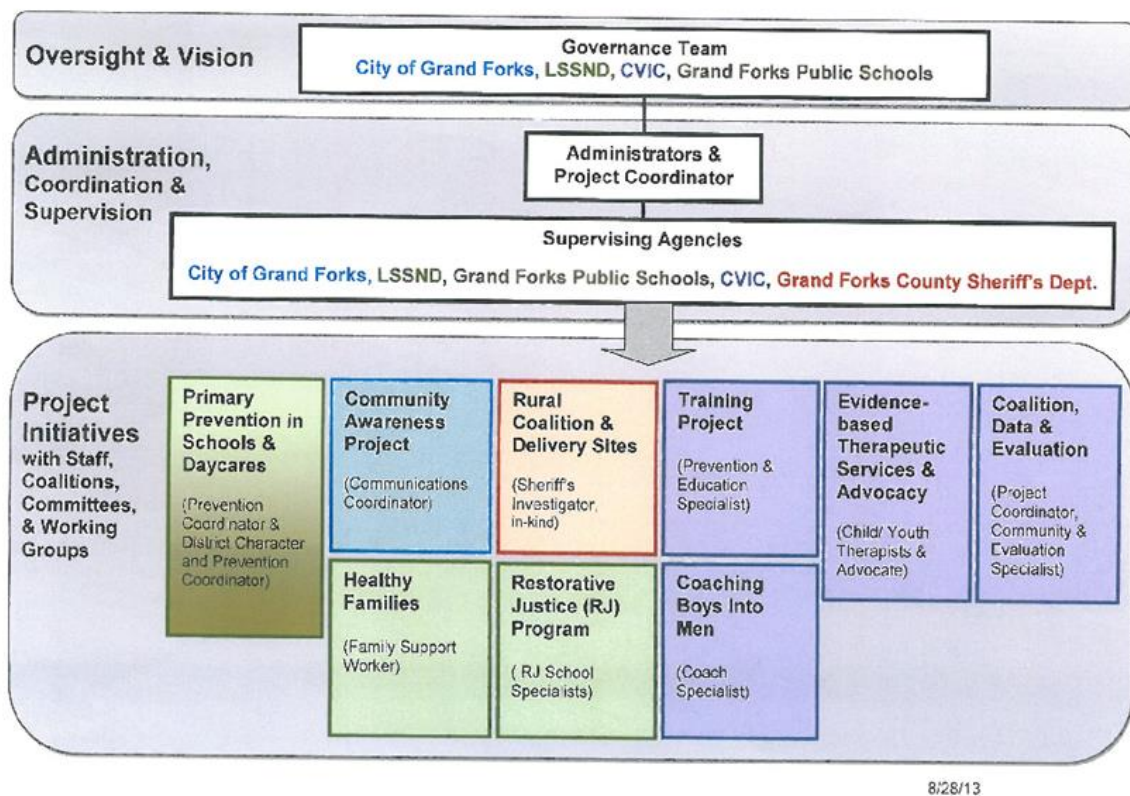 Oversight & Vision
Governance Team
City of Grand Forks, LSSND, CVIC, Grand Forks Public Schools
Administration,
Coordination &
Supervision
Administrators &
Project Coordinator
Supervising Agencies
City of Grand Forks, LSSND, Grand Forks Public Schools, CVIC, Grand Forks County Sheriff's Dept.
Project
Initiatives
with Staff,
Coalitions,
Committees,
& Working
Groups
Primary
Prevention in
Schools &
Daycares
(Prevention
Coordinator &
District Character
and Prevention
Coordinator)
Community
Awareness
Project
(Communications
Coordinator)
Rural
Coalition &
Delivery SItes
(Sheriff's
Investigator,
in-kind)
Training
Project
(Prevention &
Education
Specialist)
Evidence-
based
Therapeutic
Services &
Advocacy
(Child/ Youth
Therapists &
Advocate)
Coalition,
Data &
Evaluation
(Project
Coordinator,
Community &
Evaluation
Specialist)
Healthy
Families
(Family Support
Worker)
Restorative
Justice (RJ)
Program
( RJ School
Specialists)
Coaching
Boys Into
Men
(Coach
Specialist)
8/28/13